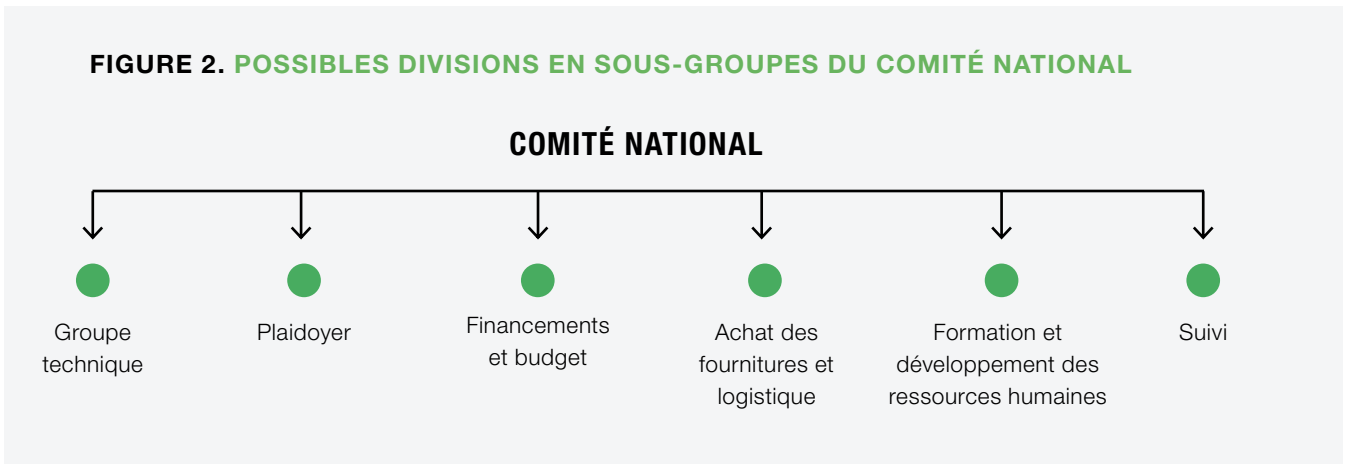 FIGURE 2. POSSIBLES DIVISIONS EN SOUS-GROUPES DU COMITÉ NATIONAL
COMITÉ NATIONAL
Groupe
technique
Plaidoyer
Financements
et budget
Achat des
fournitures et
logistique
Formation et
développement des
ressources humaines
Suivi